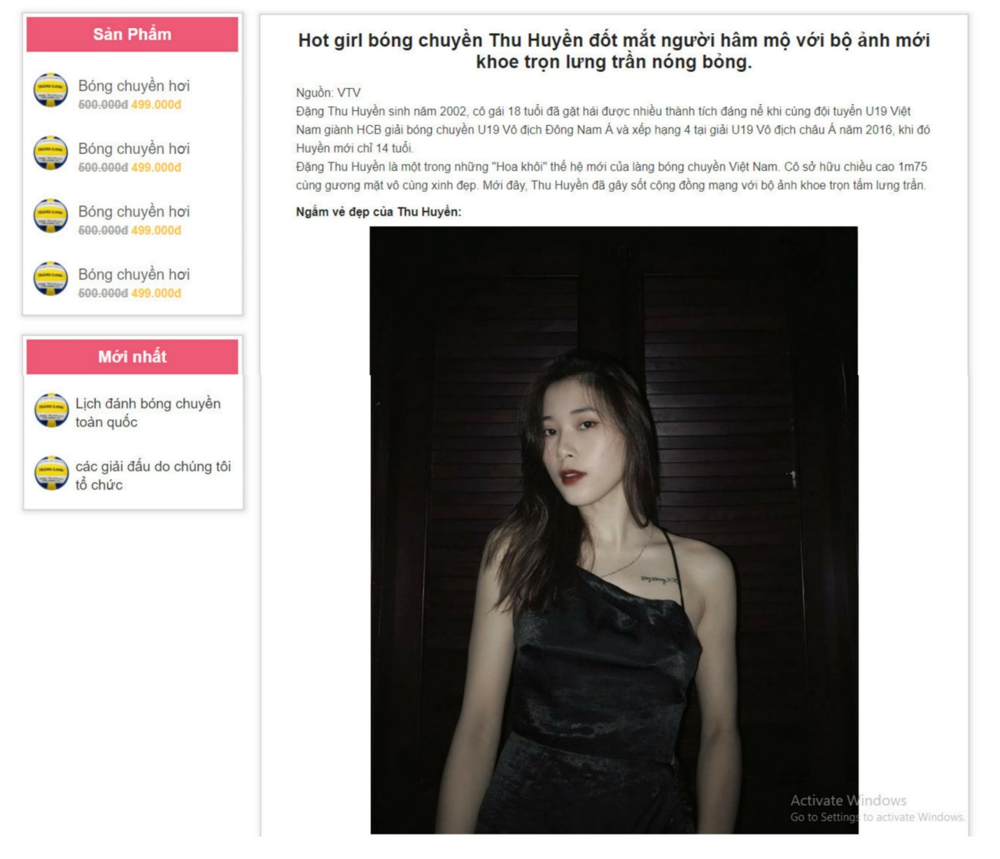 Sản Phẩm
Bóng chuyền hơi
500.000đ 499.000đ
Bóng chuyền hơi
500.000đ 499.000đ
Bóng chuyền hơi
500.000đ 499.000đ
Bóng chuyền hơi
500.000đ 499.000đ
Mới nhất
Lịch đánh bóng chuyền
toàn quốc
các giải đấu do chúng tôi
tổ chức
Hot girl bóng chuyền Thu Huyền đốt mắt người hâm mộ với bộ ảnh mới
khoe trọn lưng trần nóng bỏng.
Nguồn: VTV
Đặng Thu Huyền sinh năm 2002, cô gái 18 tuổi đã gặt hái được nhiều thành tích đáng nể khi cùng đội tuyển U19 Việt
Nam giành HCB giải bóng chuyền U19 Vô địch Đông Nam Á và xếp hạng 4 tại giải U19 Vô địch châu Á năm 2016, khi đó
Huyền mới chỉ 14 tuổi.
Đặng Thu Huyền là một trong những "Hoa khôi" thế hệ mới của làng bóng chuyền Việt Nam. Cô sở hữu chiều cao 1m75
cùng gương mặt vô cùng xinh đẹp. Mới đây, Thu Huyền đã gây sốt cộng đồng mạng với bộ ảnh khoe trọn tấm lưng trần.
Ngắm vẻ đẹp của Thu Huyền:
Activate Windows
Go to Settings to activate Windows.